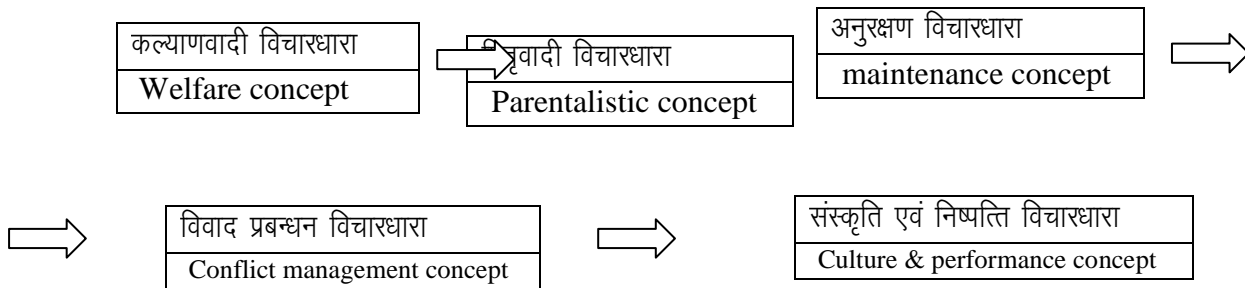 कल्याणवादी विचारधारा
Welfare concept
विचारधारा
Parentalistic concept
अनुरक्षण विचारधारा
maintenance concept
विवाद प्रबन्धन विचारधारा
Conflict management concept
संस्कृति एवं निष्पत्ति विचारधारा
Culture & performance concept